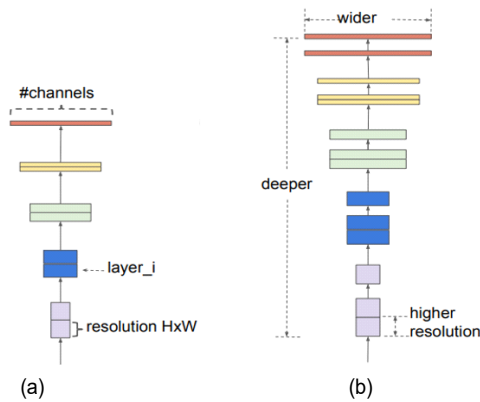 #channels
layer_i
resolution HxW
(a)
wider
deeper
higher
resolution
(b)